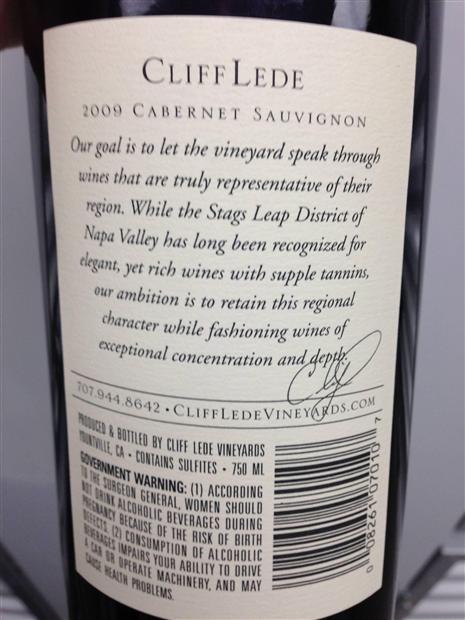 CLIFF LEDE
2009 CABERNET SAUVIGNON
Our goal is to let the vineyard speak through
wines that are truly representative of their
region. While the Stags Leap District of
Napa Valley has long been recognized for
elegant, yet rich wines with supple tannins,
our ambition is to retain this regional
character while fashioning wines of
exceptional concentration and depth.
707.944.8642 • CLIFFLEDEVINEYARDS.COM
PRODUCED & BOTTLED BY CLIFF LEDE VINEYARDS
YOUNTVILLE, CA • CONTAINS SULFITES • 750 ML
GOVERNMENT WARNING: (1) ACCORDING
TO THE SURGEON GENERAL, WOMEN SHOULD
NOT DRINK ALCOHOLIC BEVERAGES DURING
PREGNANCY BECAUSE OF THE RISK OF BIRTH
DEFECTS. (2) CONSUMPTION OF ALCOHOLIC
BEVERAGES IMPAIRS YOUR ABILITY TO DRIVE
A CAR OR OPERATE MACHINERY, AND MAY
CAUSE HEALTH PROBLEMS.
0 08261 07010 7